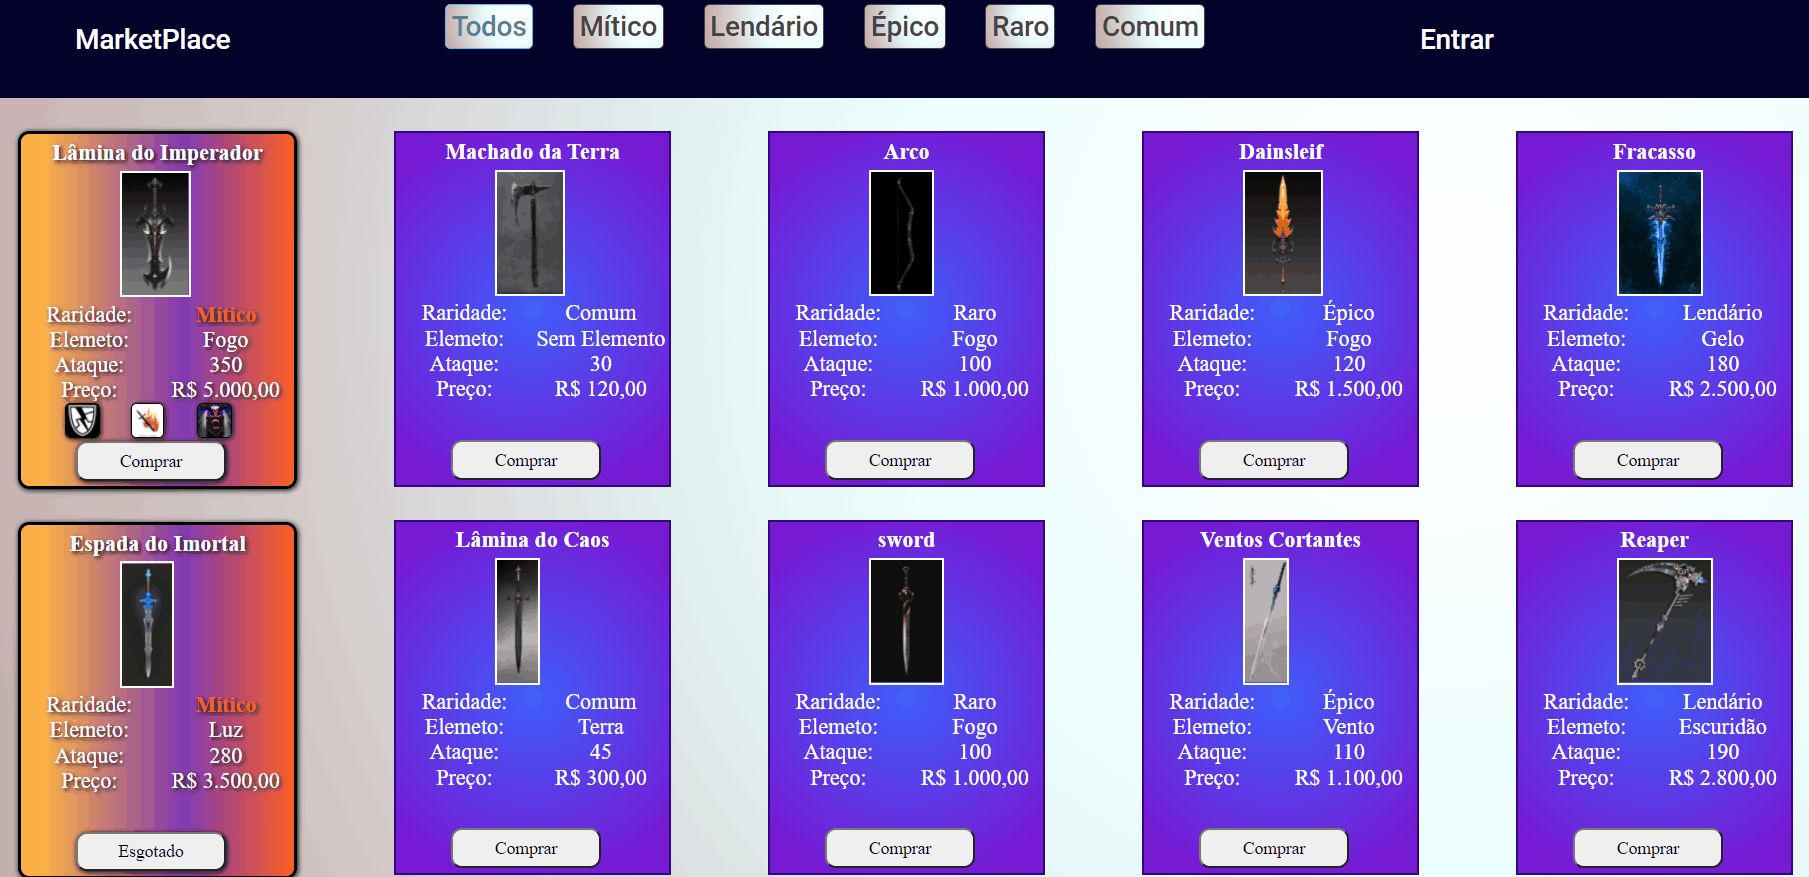 MarketPlace
Todos Mítico Lendário Épico Raro Comum
Entrar
Lâmina do Imperador
Raridade: Mítico
Elemeto: Fogo
Ataque: 350
Preço: R$ 5.000,00
Comprar
Machado da Terra
Raridade: Comum
Elemeto: Sem Elemento
Ataque: 30
Preço: R$ 120,00
Comprar
Arco
Raridade: Raro
Elemeto: Fogo
Ataque: 100
Preço: R$ 1.000,00
Comprar
Dainsleif
Raridade: Épico
Elemeto: Fogo
Ataque: 120
Preço: R$ 1.500,00
Comprar
Fracasso
Raridade: Lendário
Elemeto: Gelo
Ataque: 180
Preço: R$ 2.500,00
Comprar
Espada do Imortal
Raridade: Mítico
Elemeto: Luz
Ataque: 280
Preço: R$ 3.500,00
Esgotado
Lâmina do Caos
Raridade: Comum
Elemeto: Terra
Ataque: 45
Preço: R$ 300,00
Comprar
sword
Raridade: Raro
Elemeto: Fogo
Ataque: 100
Preço: R$ 1.000,00
Comprar
Ventos Cortantes
Raridade: Épico
Elemeto: Vento
Ataque: 110
Preço: R$ 1.100,00
Comprar
Reaper
Raridade: Lendário
Elemeto: Escuridão
Ataque: 190
Preço: R$ 2.800,00
Comprar